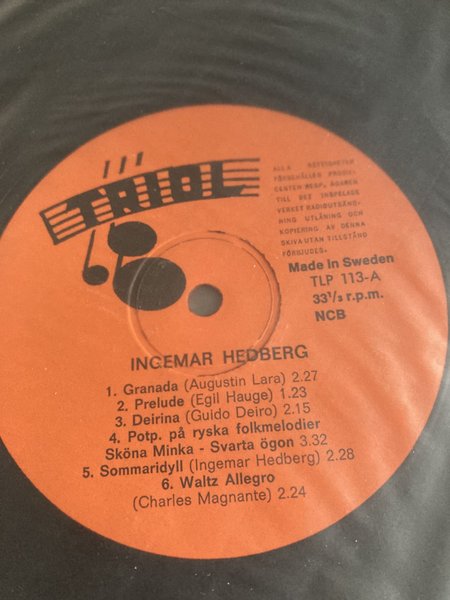 TRIOL
ALLA RÄTTIGHETER
FÖRBEHÅLLES PRODU-
CENTEN RESP. ÄGAREN
TILL DET INSPELADE
VERKET RADIOUTSÄND-
NING UTLÅNING OCH
KOPIERING AV DENNA
SKIVA UTAN TILLSTÅND
FÖRBJUDES.
Made in Sweden
TLP 113-A
33⅓ r.p.m.
NCB
INGEMAR HEDBERG
1. Granada (Augustin Lara) 2.27
2. Prelude (Egil Hauge) 1.23
3. Deirina (Guido Deiro) 2.15
4. Potp. på ryska folkmelodier
Sköna Minka - Svarta ögon 3.32
5. Sommaridyll (Ingemar Hedberg) 2.28
6. Waltz Allegro
(Charles Magnante) 2.24